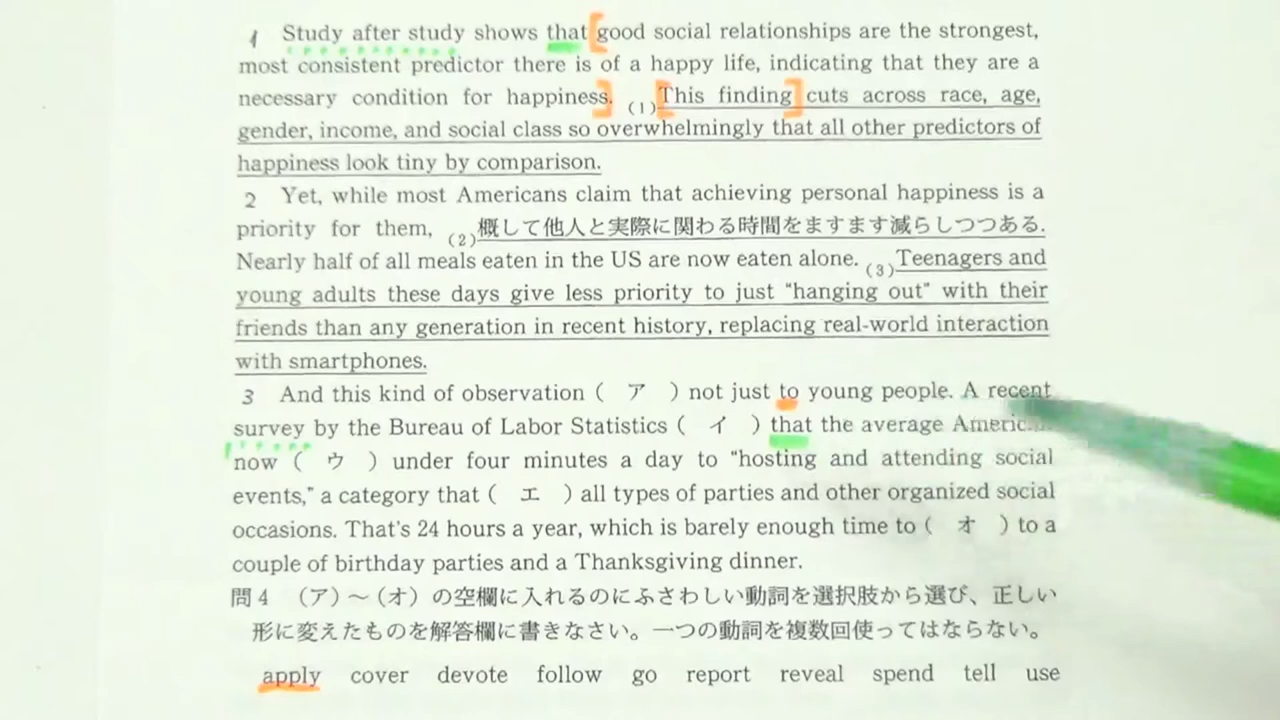 1 Study after study shows that good social relationships are the strongest,
most consistent predictor there is of a happy life, indicating that they are a
necessary condition for happiness. (1)This finding cuts across race, age,
gender, income, and social class so overwhelmingly that all other predictors of
happiness look tiny by comparison.
2 Yet, while most Americans claim that achieving personal happiness is a
priority for them, (2)概して他人と実際に関わる時間をますます減らしつつある.
Nearly half of all meals eaten in the US are now eaten alone. (3)Teenagers and
young adults these days give less priority to just "hanging out" with their
friends than any generation in recent history, replacing real-world interaction
with smartphones.
3 And this kind of observation ( ア ) not just to young people. A recent
survey by the Bureau of Labor Statistics ( イ ) that the average
now ( ウ ) under four minutes a day to "hosting and attending social
events," a category that ( エ ) all types of parties and other organized social
occasions. That's 24 hours a year, which is barely enough time to ( オ ) to a
couple of birthday parties and a Thanksgiving dinner.
問4 (ア)~(オ)の空欄に入れるのにふさわしい動詞を選択肢から選び、正しい
形に変えたものを解答欄に書きなさい。一つの動詞を複数回使ってはならない。
apply cover devote follow go report reveal spend tell use